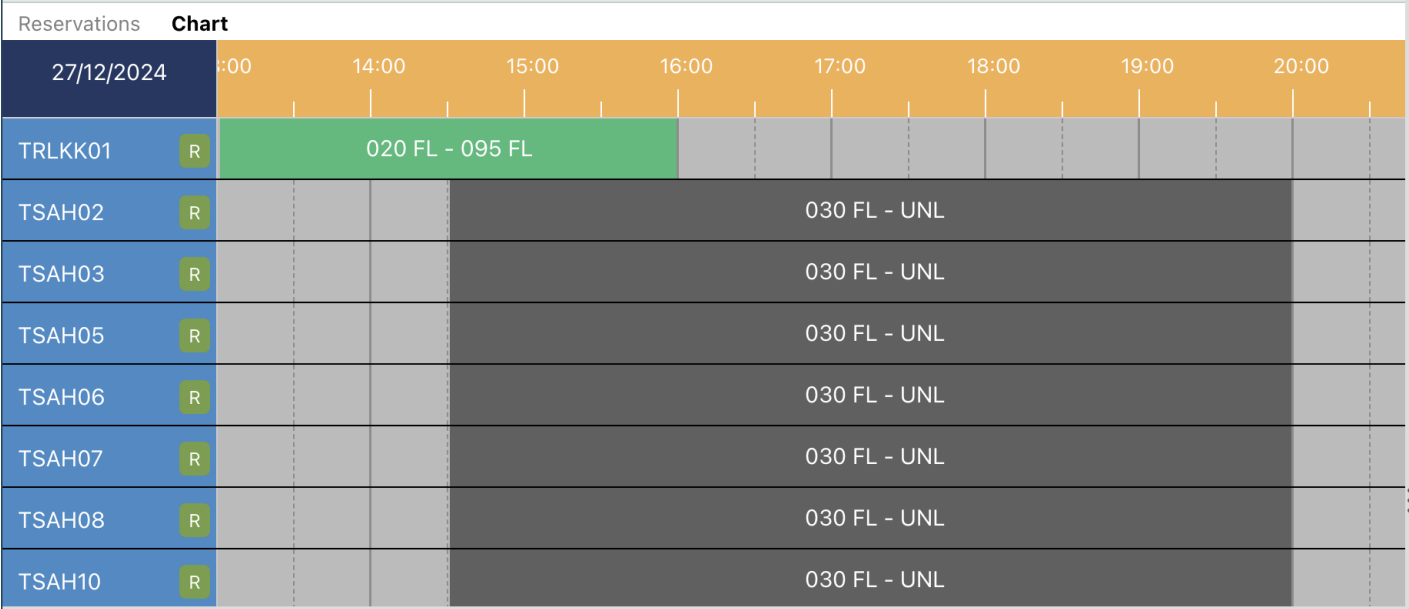 Reservations Chart
27/12/2024 :00 14:00 15:00 16:00 17:00 18:00 19:00 20:00
TRLKK01 R 020 FL - 095 FL
TSAH02 R 030 FL - UNL
TSAH03 R 030 FL - UNL
TSAH05 R 030 FL - UNL
TSAH06 R 030 FL - UNL
TSAH07 R 030 FL - UNL
TSAH08 R 030 FL - UNL
TSAH10 R 030 FL - UNL